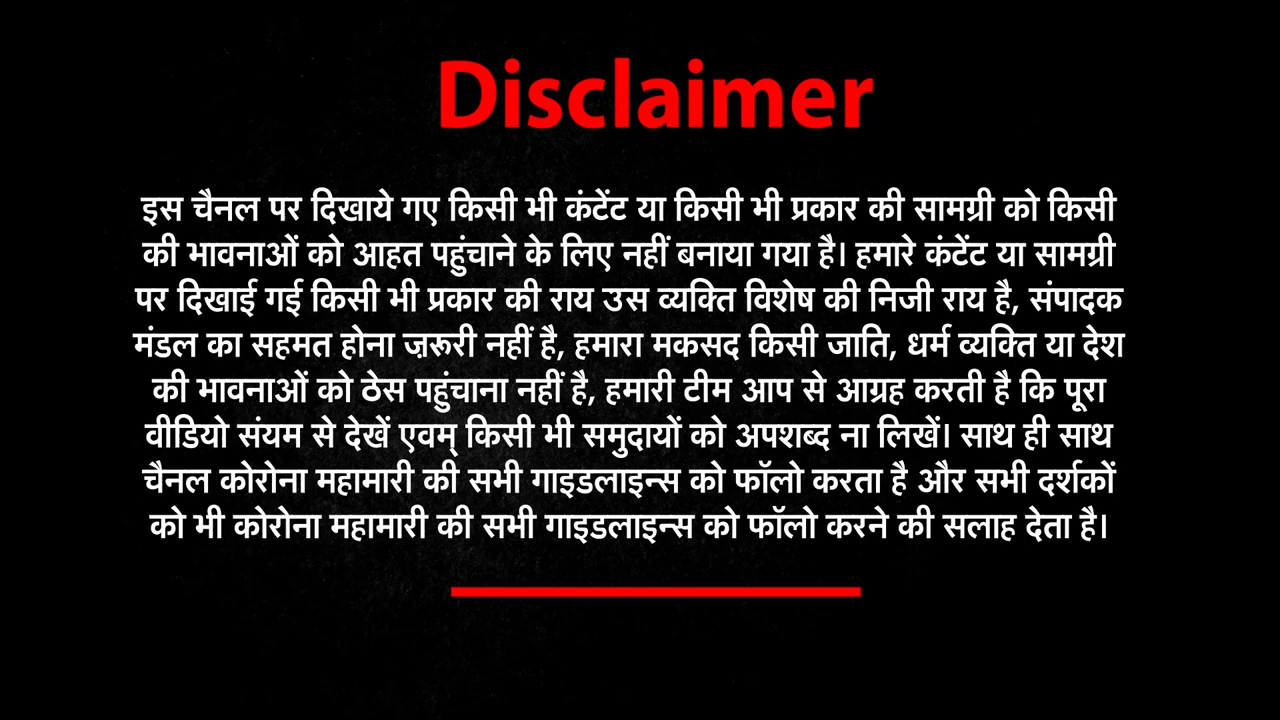 Disclaimer
इस चैनल पर दिखाये गए किसी भी कंटेंट या किसी भी प्रकार की सामग्री को किसी
की भावनाओं को आहत पहुंचाने के लिए नहीं बनाया गया है। हमारे कंटेंट या सामग्री
पर दिखाई गई किसी भी प्रकार की राय उस व्यक्ति विशेष की निजी राय है, संपादक
मंडल का सहमत होना ज़रूरी नहीं है, हमारा मकसद किसी जाति, धर्म व्यक्ति या देश
की भावनाओं को ठेस पहुंचाना नहीं है, हमारी टीम आप से आग्रह करती है कि पूरा
वीडियो संयम से देखें एवम् किसी भी समुदायों को अपशब्द ना लिखें। साथ ही साथ
चैनल कोरोना महामारी की सभी गाइडलाइन्स को फॉलो करता है और सभी दर्शकों
को भी कोरोना महामारी की सभी गाइडलाइन्स को फॉलो करने की सलाह देता है।